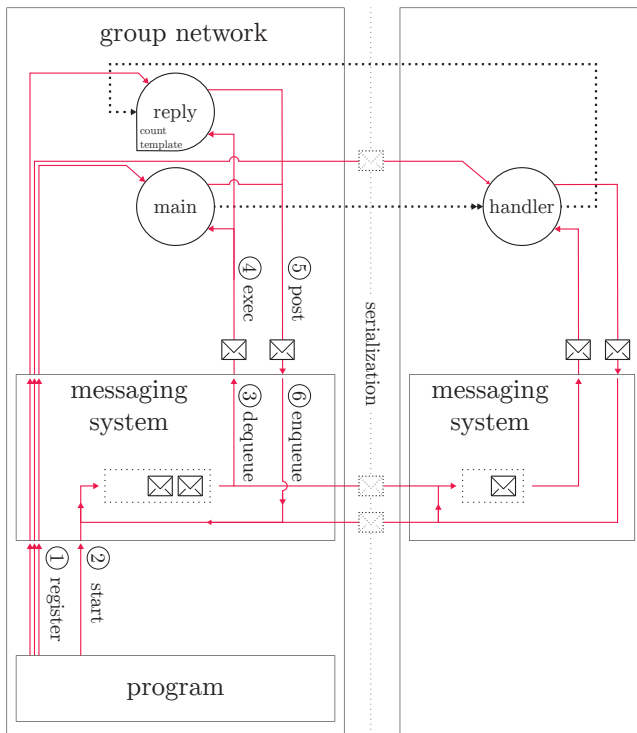 group network
reply
count
template
main
handler
④ exec
⑤ post
serialization
messaging
system
③ dequeue
⑥ enqueue
messaging
system
① register
② start
program